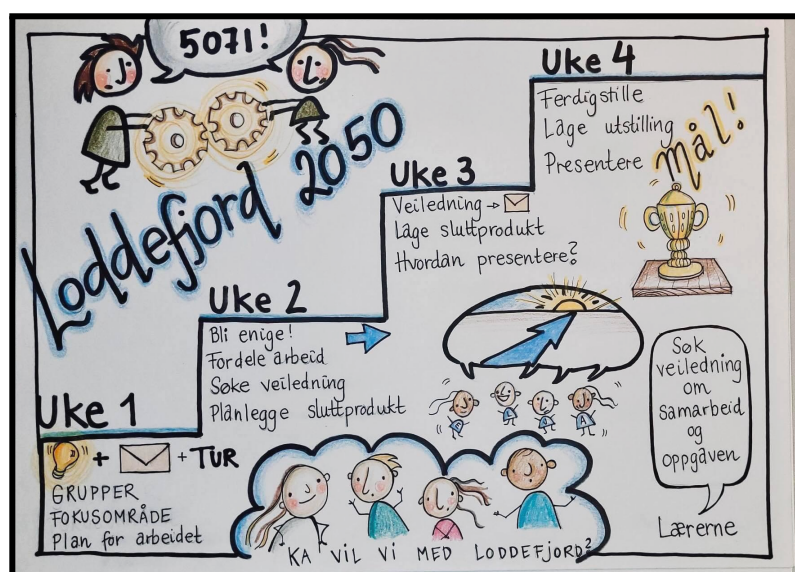 5071!
Loddefjord 2050
Uke 1
+ + TUR
GRUPPER
FOKUSOMRÅDE
Plan for arbeidet
Uke 2
Bli enige!
Fordele arbeid
Søke veiledning
Planlegge sluttprodukt
Uke 3
Veiledning →
Lage sluttprodukt
Hvordan presentere?
Uke 4
Ferdigstille
Lage utstilling
Presentere
Mål!
KA VIL VI MED LODDEFJORD?
Søk
veiledning
om
samarbeid
og
oppgaven
Lærerne